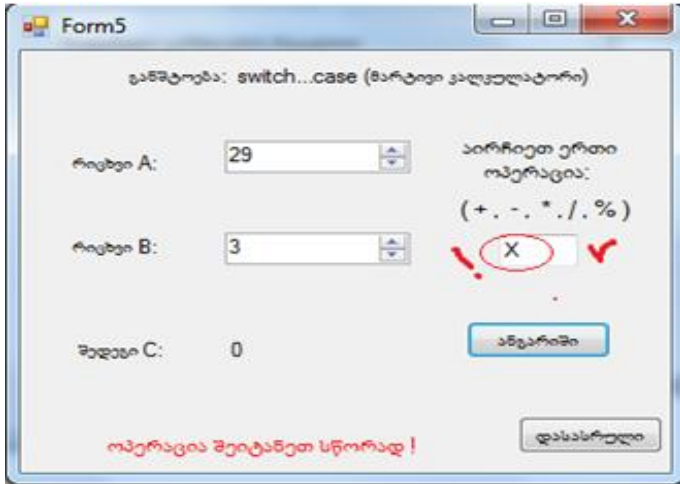 Form5
განშტოება: switch...case (მარტივი კალკულატორი)
რიცხვი A:
29
აირჩიეთ ერთი
ოპერაცია:
(+. -. *./.%)
რიცხვი B:
3
X
შედეგი C:
0
ანგარიში
ოპერაცია შეიტანეთ სწორად !
დასასრული